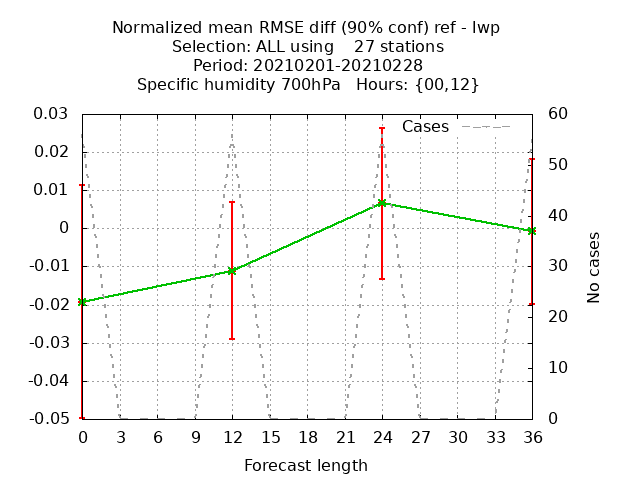 Normalized mean RMSE diff (90% conf) ref - lwp
Selection: ALL using    27 stations
Period: 20210201-20210228
Specific humidity 700hPa   Hours: {00,12}
Cases
0.03
0.02
0.01
0
-0.01
-0.02
-0.03
-0.04
-0.05
60
50
40
30
20
10
0
No cases
0 3 6 9 12 15 18 21 24 27 30 33 36
Forecast length